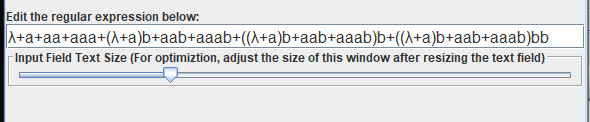 Edit the regular expression below:
λ+a+aa+aaa+(λ+a)b+aab+aaab+((λ+a)b+aab+aaab)b+((λ+a)b+aab+aaab)bb
Input Field Text Size (For optimiztion, adjust the size of this window after resizing the text field)